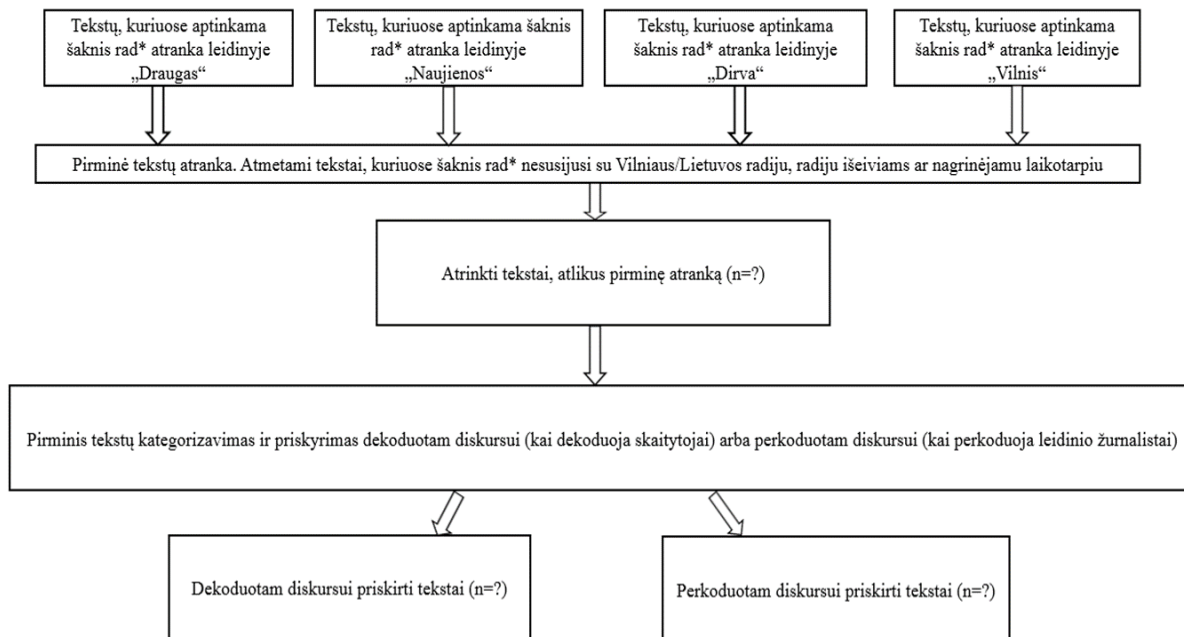 Tekstų, kuriuose aptinkama
šaknis rad* atranka leidinyje
„Draugas“
Tekstų, kuriuose aptinkama šaknis
rad* atranka leidinyje
„Naujienos“
Tekstų, kuriuose aptinkama
šaknis rad* atranka leidinyje
„Dirva“
Tekstų, kuriuose aptinkama
šaknis rad* atranka leidinyje
„Vilnis“
Pirminė tekstų atranka. Atmetami tekstai, kuriuose šaknis rad* nesusijusi su Vilniaus/Lietuvos radiju, radiju išeiviams ar nagrinėjamu laikotarpiu
Atrinkti tekstai, atlikus pirminę atranką (n=?)
Pirminis tekstų kategorizavimas ir priskyrimas dekoduotam diskursui (kai dekoduoja skaitytojai) arba perkoduotam diskursui (kai perkoduoja leidinio žurnalistai)
Dekoduotam diskursui priskirti tekstai (n=?)
Perkoduotam diskursui priskirti tekstai (n=?)